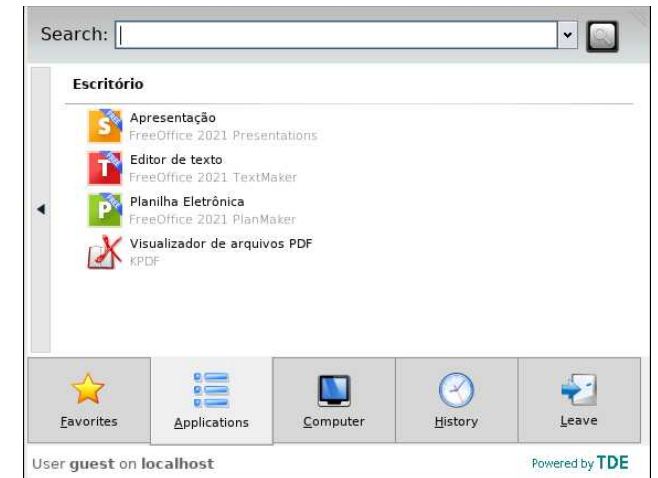 Search:
Escritório
Apresentação
FreeOffice 2021 Presentations
Editor de texto
FreeOffice 2021 TextMaker
Planilha Eletrônica
FreeOffice 2021 PlanMaker
Visualizador de arquivos PDF
KPDF
Favorites Applications Computer History Leave
User guest on localhost Powered by TDE